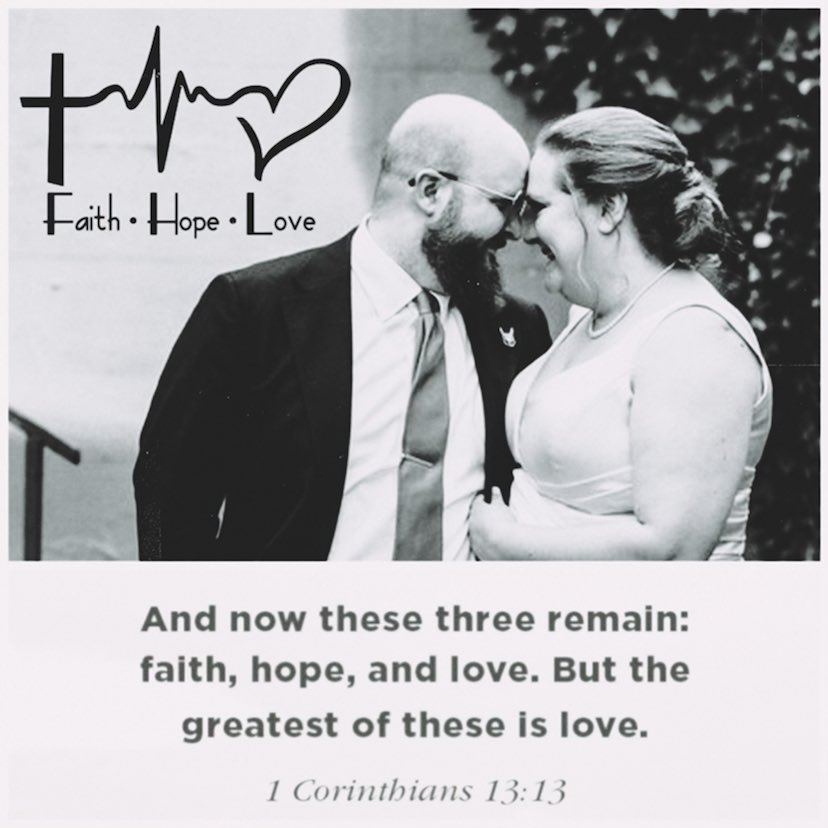 Faith • Hope • Love
And now these three remain:
faith, hope, and love. But the
greatest of these is love.
1 Corinthians 13:13